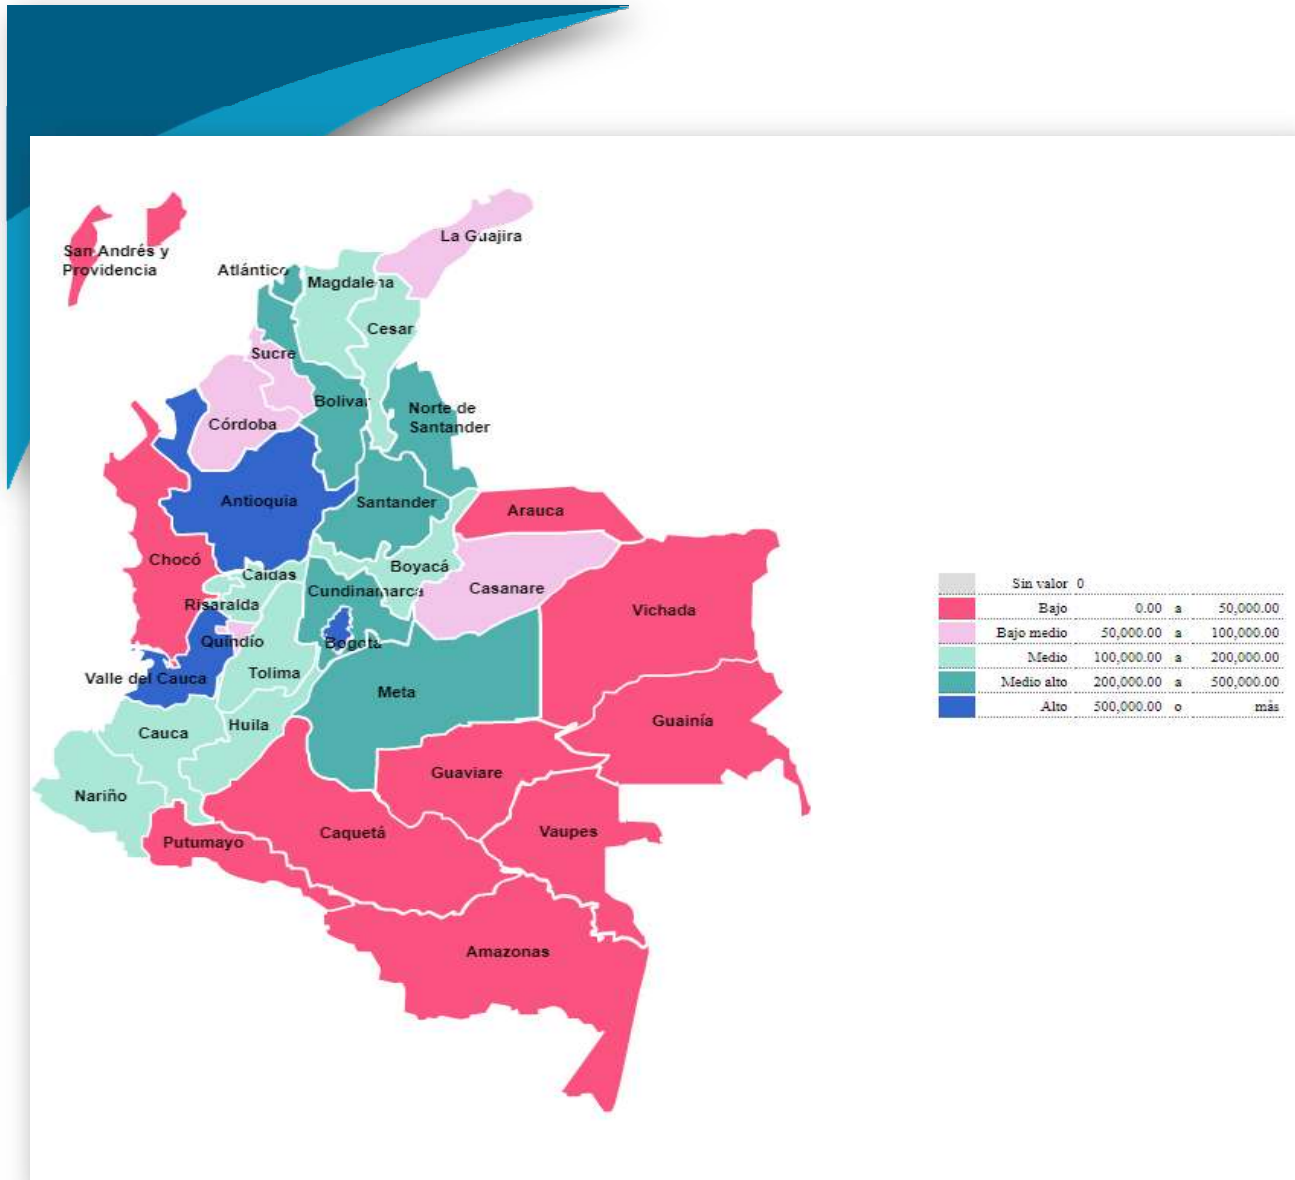 La Guajira
San Andrés y
Providencia
Atlántico
Magdalena
Cesar
Sucre
Bolivar
Norte de
Santander
Córdoba
Antioquia
Santander
Arauca
Chocó
Boyacá
Caldas
Cundinamarca
Casanare
Risaralda
Vichada
Quindío
Bogotá
Tolima
Valle del Cauca
Meta
Guainía
Huila
Cauca
Guaviare
Nariño
Caquetá
Vaupes
Putumayo
Amazonas
Sin valor 0
Bajo 0.00 a 50,000.00
Bajo medio 50,000.00 a 100,000.00
Medio 100,000.00 a 200,000.00
Medio alto 200,000.00 a 500,000.00
Alto 500,000.00 o más